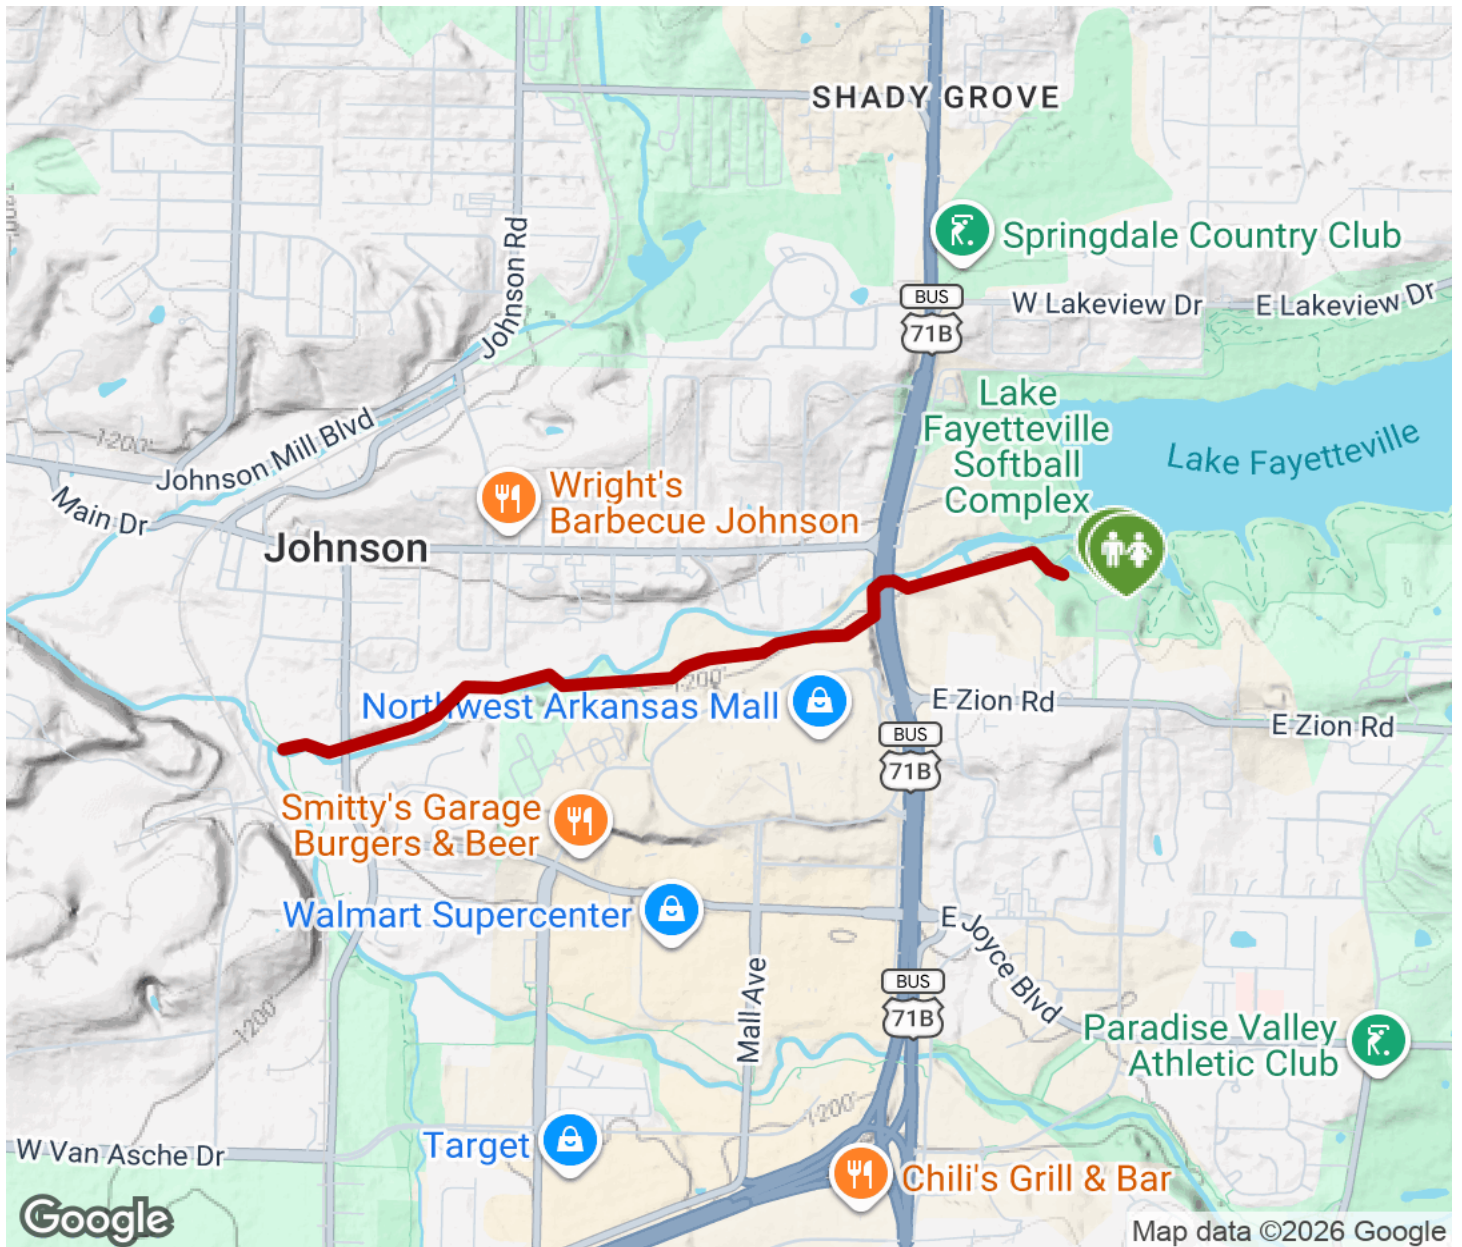 SHADY GROVE
Springdale Country Club
Johnson Rd
BUS
71B
W Lakeview Dr
E Lakeview Dr
Lake
Fayetteville
Softball
Complex
Lake Fayetteville
1200'
Johnson Mill Blvd
Main Dr
Wright's
Barbecue Johnson
Johnson
1200'
Northwest Arkansas Mall
E Zion Rd
E Zion Rd
BUS
71B
Smitty's Garage
Burgers & Beer
Walmart Supercenter
E Joyce Blvd
Mall Ave
BUS
71B
1200'
Paradise Valley
Athletic Club
1200'
W Van Asche Dr
Target
Chili's Grill & Bar
Google
Map data ©2026 Google